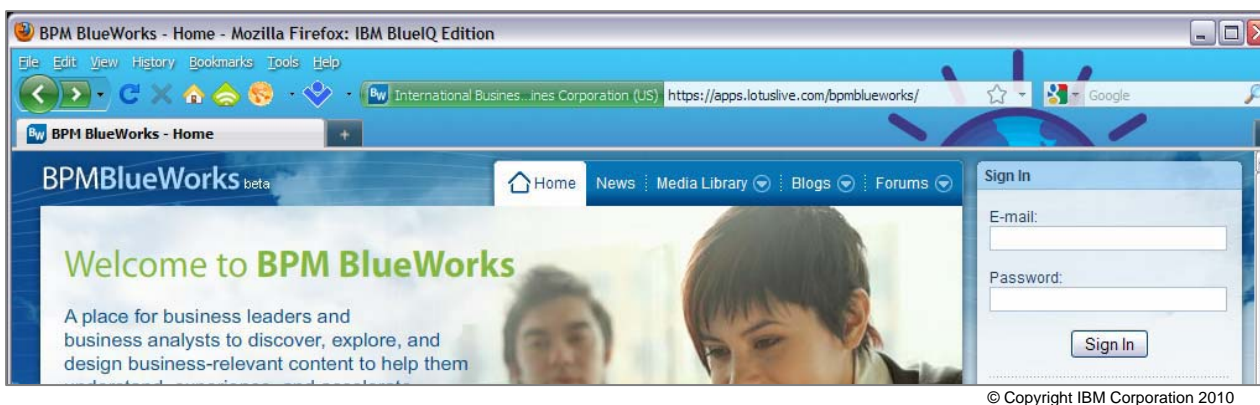 BPM BlueWorks - Home - Mozilla Firefox: IBM BlueIQ Edition
File Edit View History Bookmarks Tools Help
Bw International Busines...ines Corporation (US) https://apps.lotuslive.com/bpmblueworks/ Google
Bw BPM BlueWorks - Home +
BPMBlueWorks beta
Home News Media Library Blogs Forums
Sign In
E-mail:
Password:
Sign In
Welcome to BPM BlueWorks
A place for business leaders and
business analysts to discover, explore, and
design business-relevant content to help them
© Copyright IBM Corporation 2010